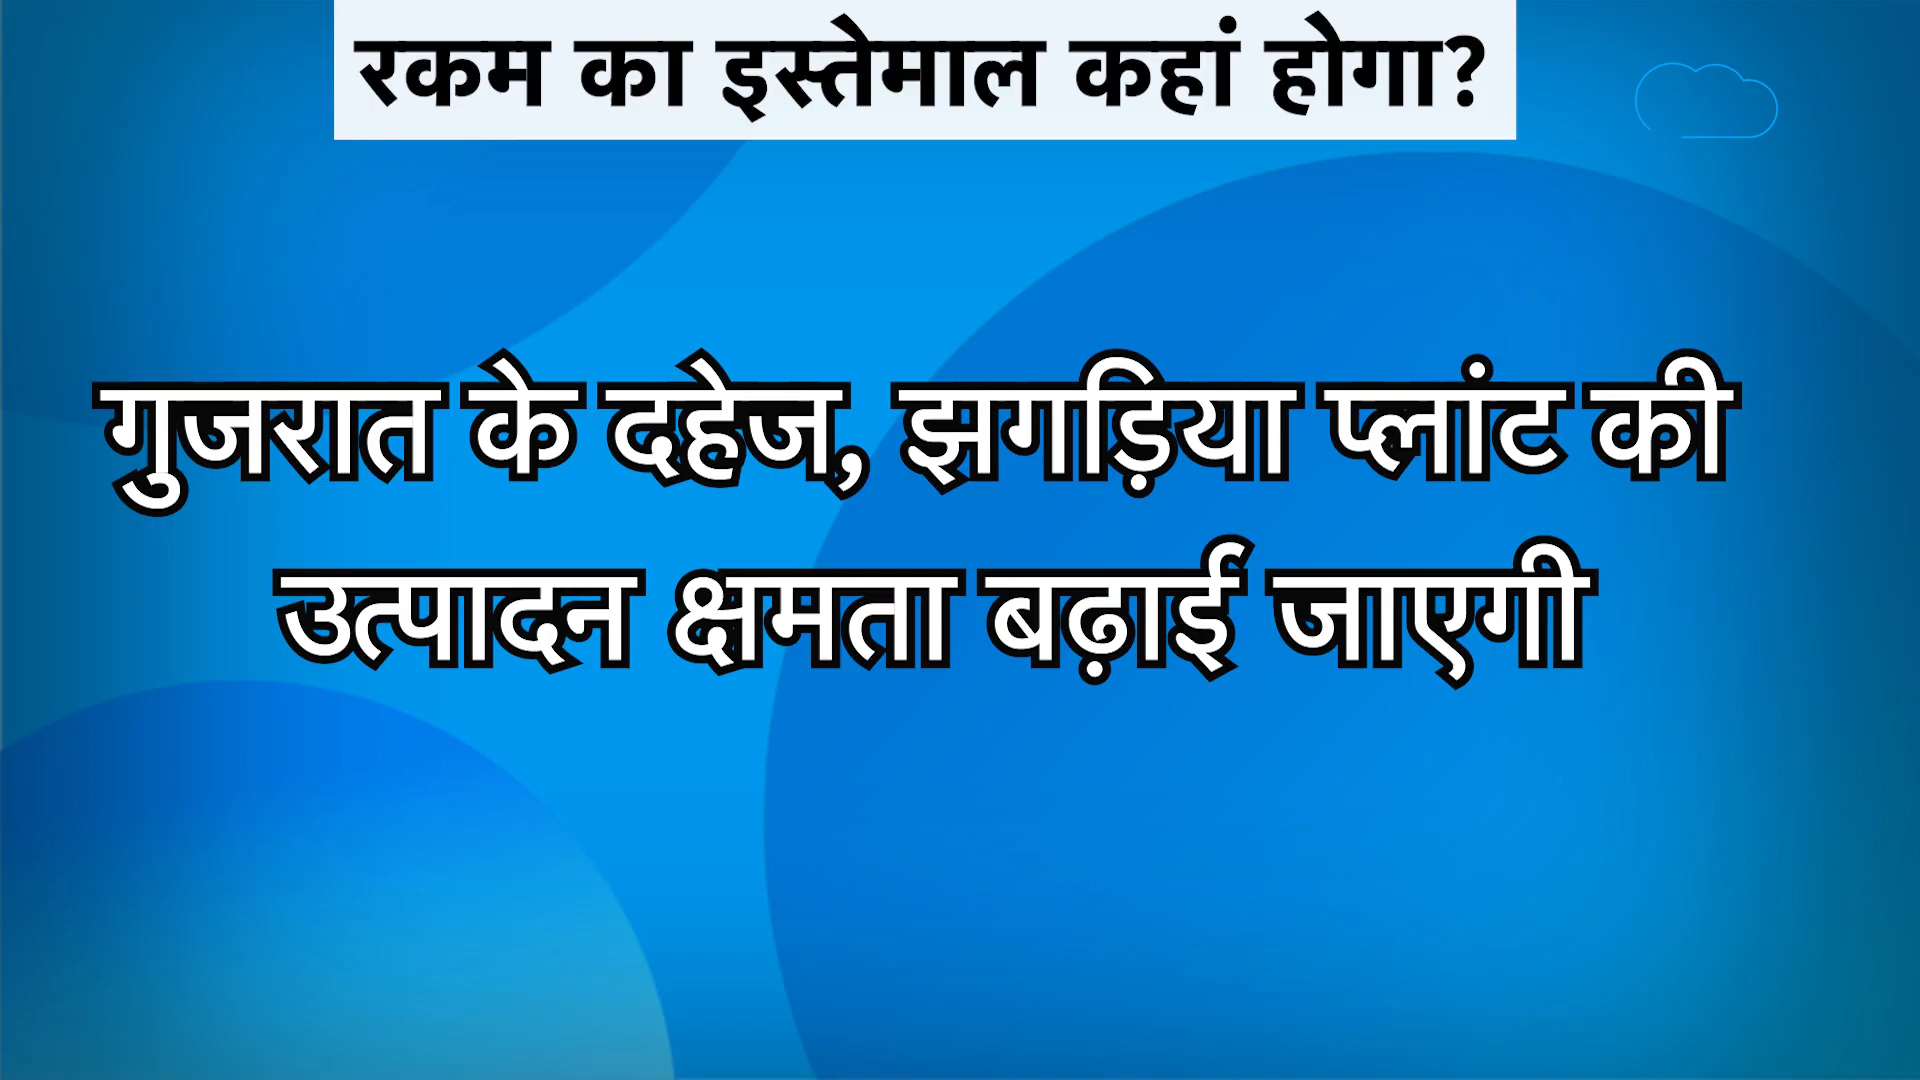 रकम का इस्तेमाल कहां होगा?
गुजरात के दहेज, झगड़िया प्लांट की
उत्पादन क्षमता बढ़ाई जाएगी